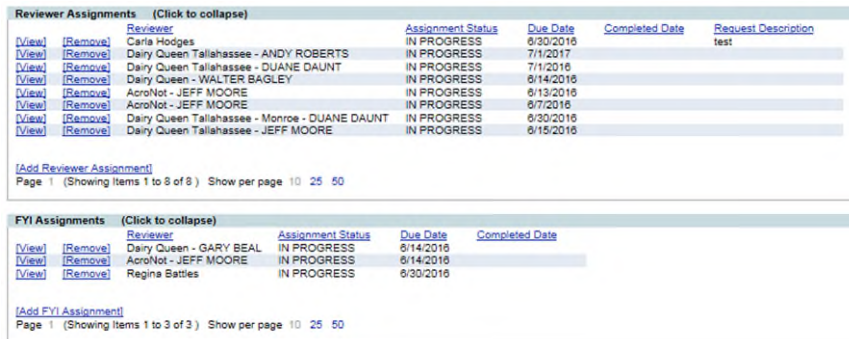 Reviewer Assignments (Click to collapse)
Reviewer Assignment Status Due Date Completed Date Request Description
[View] [Remove] Carla Hodges IN PROGRESS 6/30/2016 test
[View] [Remove] Dairy Queen Tallahassee - ANDY ROBERTS IN PROGRESS 7/1/2017
[View] [Remove] Dairy Queen Tallahassee - DUANE DAUNT IN PROGRESS 7/1/2016
[View] [Remove] Dairy Queen - WALTER BAGLEY IN PROGRESS 6/14/2016
[View] [Remove] AcroNot - JEFF MOORE IN PROGRESS 6/13/2016
[View] [Remove] AcroNot - JEFF MOORE IN PROGRESS 6/7/2016
[View] [Remove] Dairy Queen Tallahassee - Monroe - DUANE DAUNT IN PROGRESS 6/30/2016
[View] [Remove] Dairy Queen Tallahassee - JEFF MOORE IN PROGRESS 6/15/2016
[Add Reviewer Assignment]
Page 1 (Showing Items 1 to 8 of 8 ) Show per page 10 25 50
FYI Assignments (Click to collapse)
Reviewer Assignment Status Due Date Completed Date
[View] [Remove] Dairy Queen - GARY BEAL IN PROGRESS 6/14/2016
[View] [Remove] AcroNot - JEFF MOORE IN PROGRESS 6/14/2016
[View] [Remove] Regina Battles IN PROGRESS 6/30/2016
[Add FYI Assignment]
Page 1 (Showing Items 1 to 3 of 3 ) Show per page 10 25 50